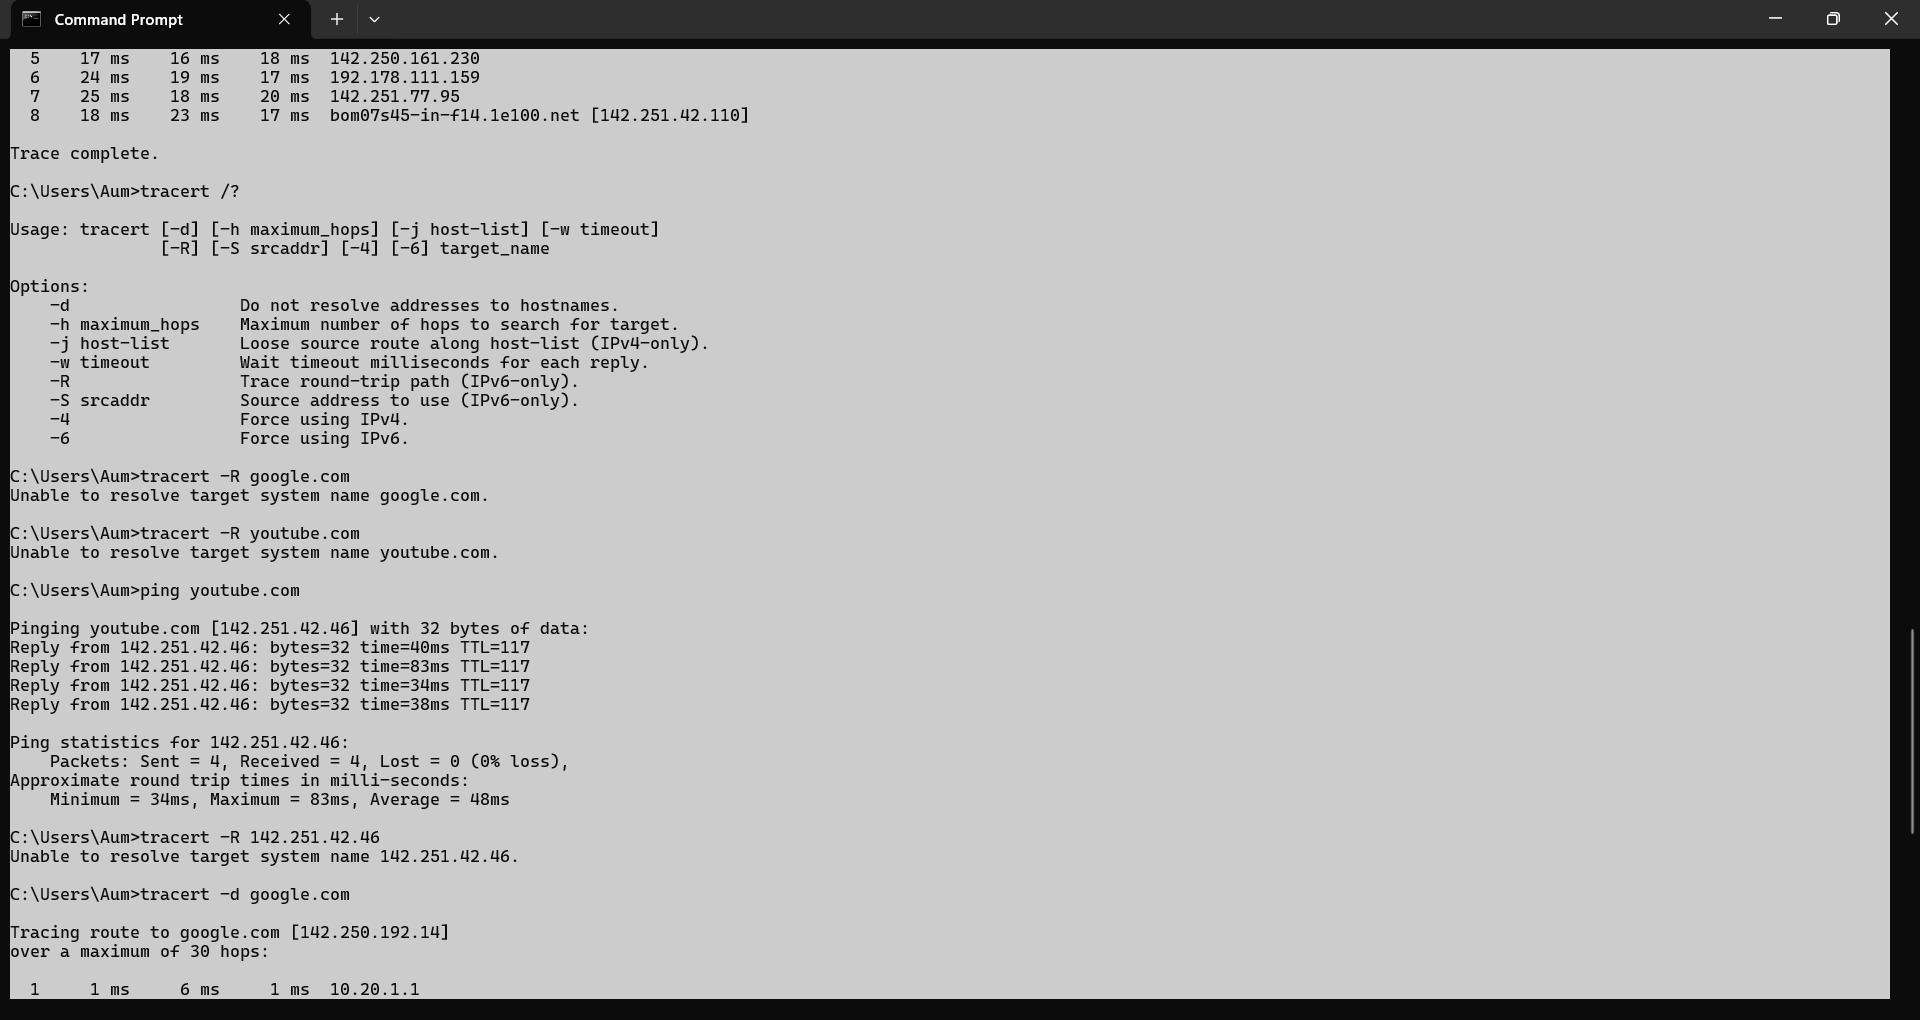 Command Prompt
  5    17 ms    16 ms    18 ms  142.250.161.230
  6    24 ms    19 ms    17 ms  192.178.111.159
  7    25 ms    18 ms    20 ms  142.251.77.95
  8    18 ms    23 ms    17 ms  bom07s45-in-f14.1e100.net [142.251.42.110]

Trace complete.

C:\Users\Aum>tracert /?

Usage: tracert [-d] [-h maximum_hops] [-j host-list] [-w timeout]
               [-R] [-S srcaddr] [-4] [-6] target_name

Options:
    -d                 Do not resolve addresses to hostnames.
    -h maximum_hops    Maximum number of hops to search for target.
    -j host-list       Loose source route along host-list (IPv4-only).
    -w timeout         Wait timeout milliseconds for each reply.
    -R                 Trace round-trip path (IPv6-only).
    -S srcaddr         Source address to use (IPv6-only).
    -4                 Force using IPv4.
    -6                 Force using IPv6.

C:\Users\Aum>tracert -R google.com
Unable to resolve target system name google.com.

C:\Users\Aum>tracert -R youtube.com
Unable to resolve target system name youtube.com.

C:\Users\Aum>ping youtube.com

Pinging youtube.com [142.251.42.46] with 32 bytes of data:
Reply from 142.251.42.46: bytes=32 time=40ms TTL=117
Reply from 142.251.42.46: bytes=32 time=83ms TTL=117
Reply from 142.251.42.46: bytes=32 time=34ms TTL=117
Reply from 142.251.42.46: bytes=32 time=38ms TTL=117

Ping statistics for 142.251.42.46:
    Packets: Sent = 4, Received = 4, Lost = 0 (0% loss),
Approximate round trip times in milli-seconds:
    Minimum = 34ms, Maximum = 83ms, Average = 48ms

C:\Users\Aum>tracert -R 142.251.42.46
Unable to resolve target system name 142.251.42.46.

C:\Users\Aum>tracert -d google.com

Tracing route to google.com [142.250.192.14]
over a maximum of 30 hops:

  1     1 ms     6 ms     1 ms  10.20.1.1